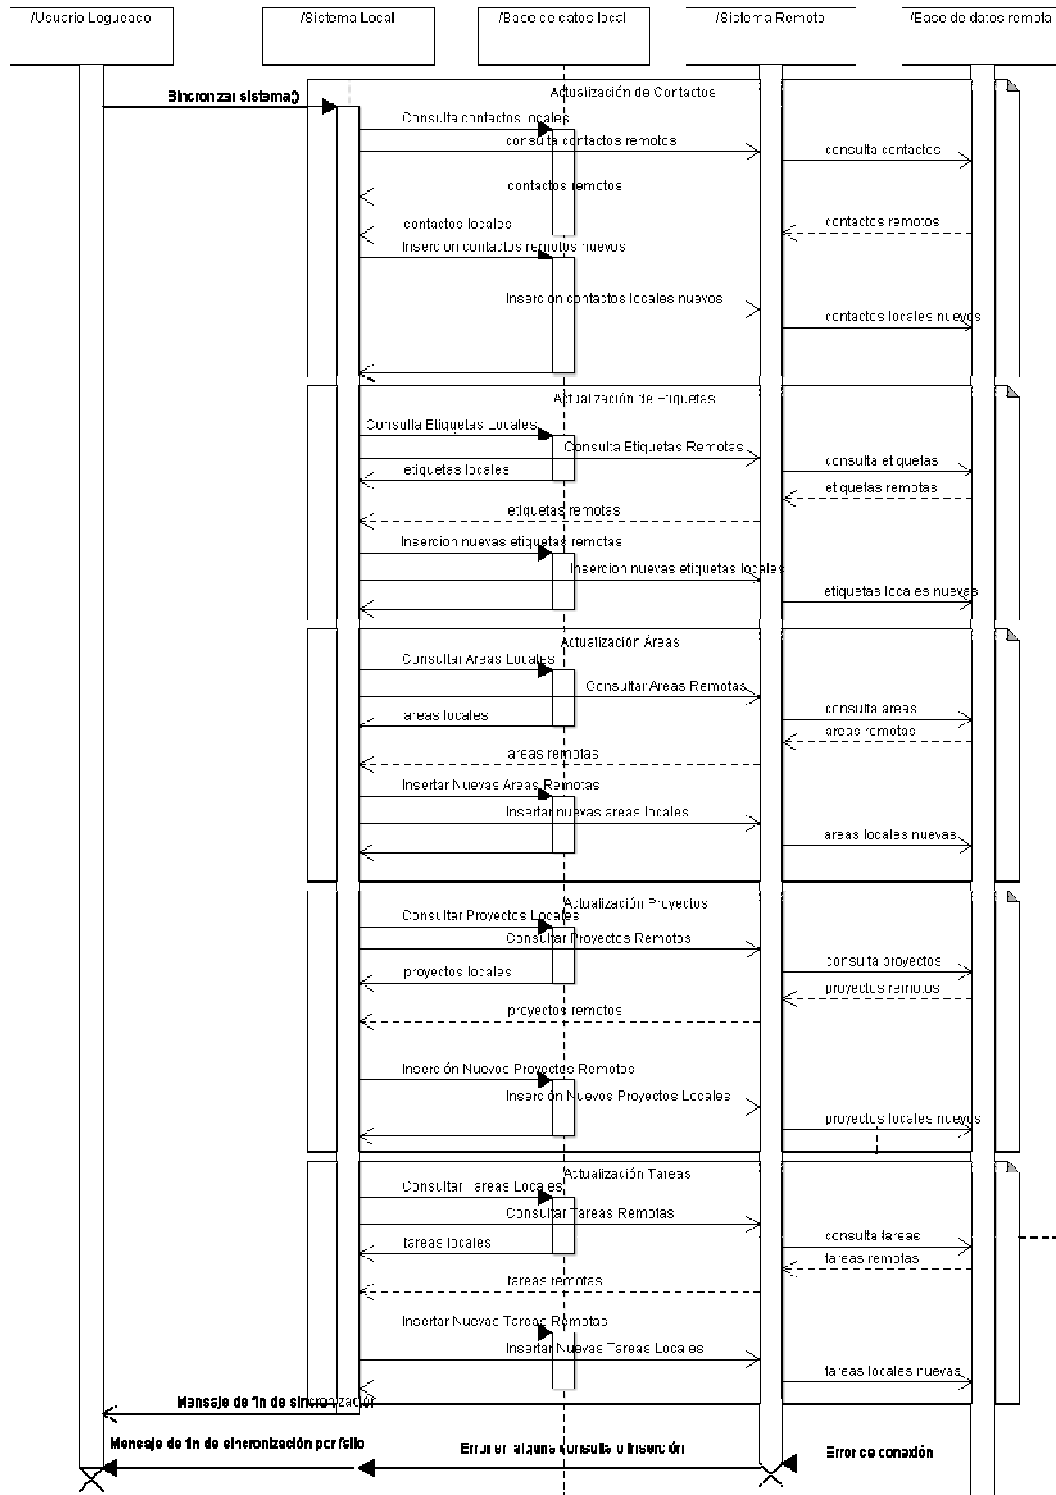 /Usuario Logueado
/Sistema Local
/Base de datos local
/Sistema Remoto
/Base de datos remota
Actualización de Contactos
Sincronizar sistema()
Consulta contactos locales
consulta contactos remotos
consulta contactos
contactos remotos
contactos locales
contactos remotos
Inserción contactos remotos nuevos
Inserción contactos locales nuevos
contactos locales nuevos
Actualización de Etiquetas
Consulta Etiquetas Locales
Consulta Etiquetas Remotas
consulta etiquetas
etiquetas locales
etiquetas remotas
etiquetas remotas
Insercion nuevas etiquetas remotas
Insercion nuevas etiquetas locales
etiquetas locales nuevas
Actualización Áreas
Consultar Areas Locales
Consultar Areas Remotas
consulta areas
areas locales
areas remotas
areas remotas
Insertar Nuevas Areas Remotas
Insertar nuevas areas locales
areas locales nuevas
Actualización Proyectos
Consultar Proyectos Locales
Consultar Proyectos Remotos
consulta proyectos
proyectos locales
proyectos remotos
proyectos remotos
Inserción Nuevos Proyectos Remotos
Inserción Nuevos Proyectos Locales
proyectos locales nuevos
Actualización Tareas
Consultar Tareas Locales
Consultar Tareas Remotas
consulta tareas
tareas locales
tareas remotas
tareas remotas
Insertar Nuevas Tareas Remotas
Insertar Nuevas Tareas Locales
tareas locales nuevas
Mensaje de fin de sincronización
Mensaje de fin de sincronización por fallo
Error en alguna consulta o inserción
Error de conexión